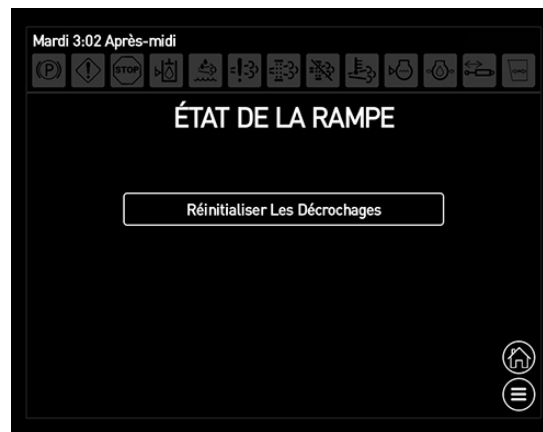 Mardi 3:02 Après-midi
(P) STOP
ÉTAT DE LA RAMPE
Réinitialiser Les Décrochages